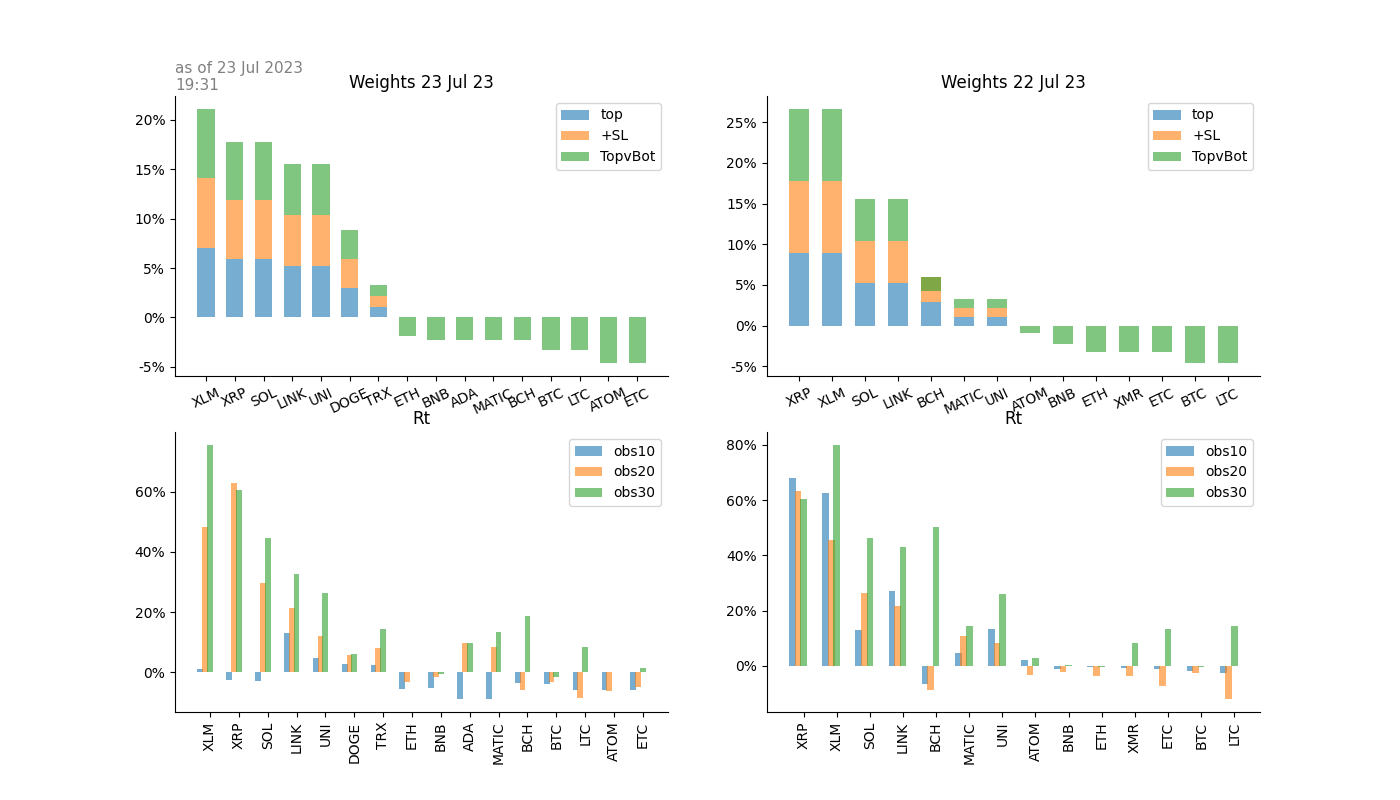 as of 23 Jul 2023
19:31
Weights 23 Jul 23
20%
15%
10%
5%
0%
-5%
top
+SL
TopvBot
XLM XRP SOL LINK UNI DOGE TRX ETH BNB ADA MATIC BCH BTC LTC ATOM ETC
Weights 22 Jul 23
25%
20%
15%
10%
5%
0%
-5%
top
+SL
TopvBot
XRP XLM SOL LINK BCH MATIC UNI ATOM BNB ETH XMR ETC BTC LTC
Rt
60%
40%
20%
0%
obs10
obs20
obs30
XLM XRP SOL LINK UNI DOGE TRX ETH BNB ADA MATIC BCH BTC LTC ATOM ETC
Rt
80%
60%
40%
20%
0%
obs10
obs20
obs30
XRP XLM SOL LINK BCH MATIC UNI ATOM BNB ETH XMR ETC BTC LTC